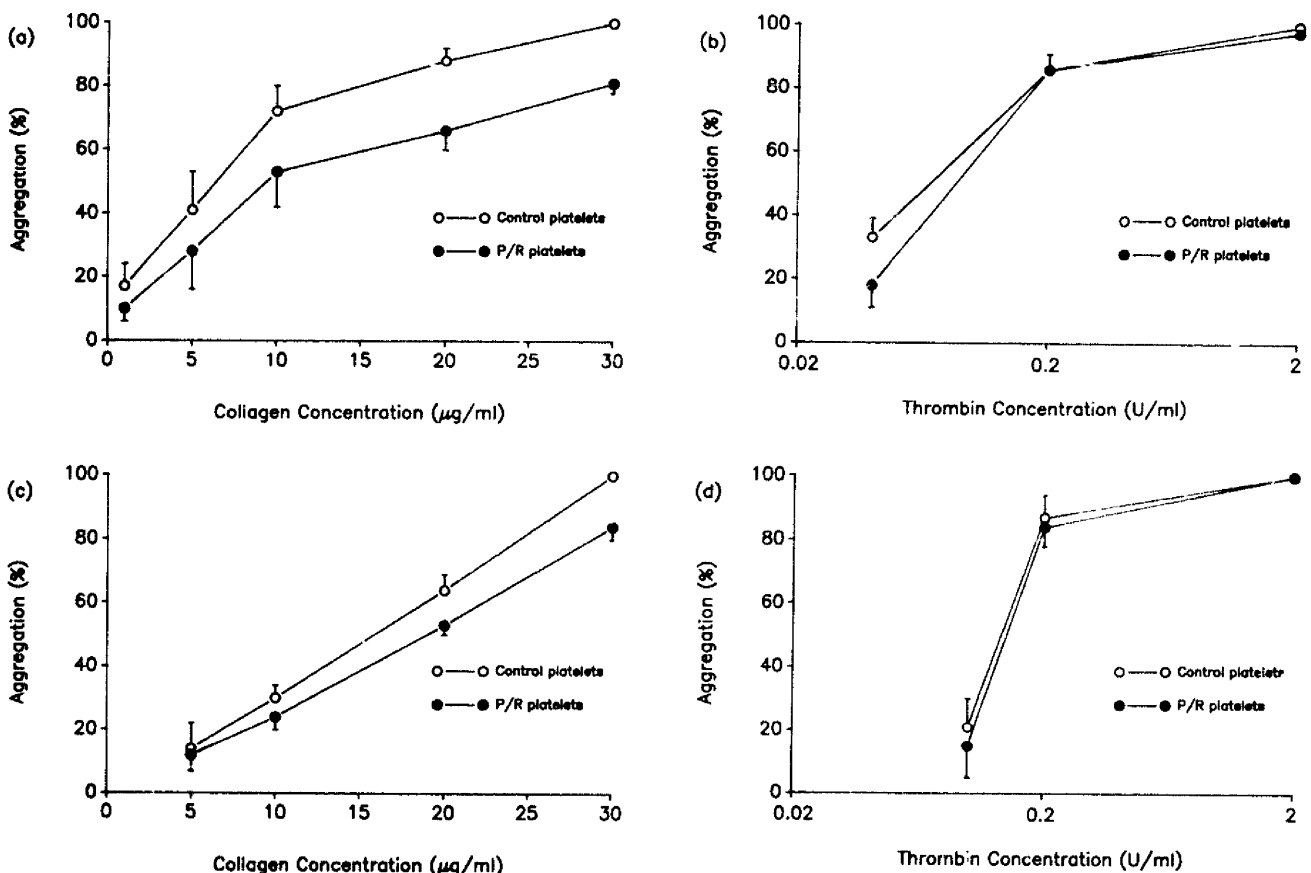 (a)
100
80
60
40
20
0
Aggregation (%)
Control platelets
P/R platelets
0 5 10 15 20 25 30
Collagen Concentration (μg/ml)
(b)
100
80
60
40
20
0
Aggregation (%)
Control platelets
P/R platelets
0.02 0.2 2
Thrombin Concentration (U/ml)
(c)
100
80
60
40
20
0
Aggregation (%)
Control platelets
P/R platelets
0 5 10 15 20 25 30
Collagen Concentration (μg/ml)
(d)
100
80
60
40
20
0
Aggregation (%)
Control platelets
P/R platelets
0.02 0.2 2
Thrombin Concentration (U/ml)